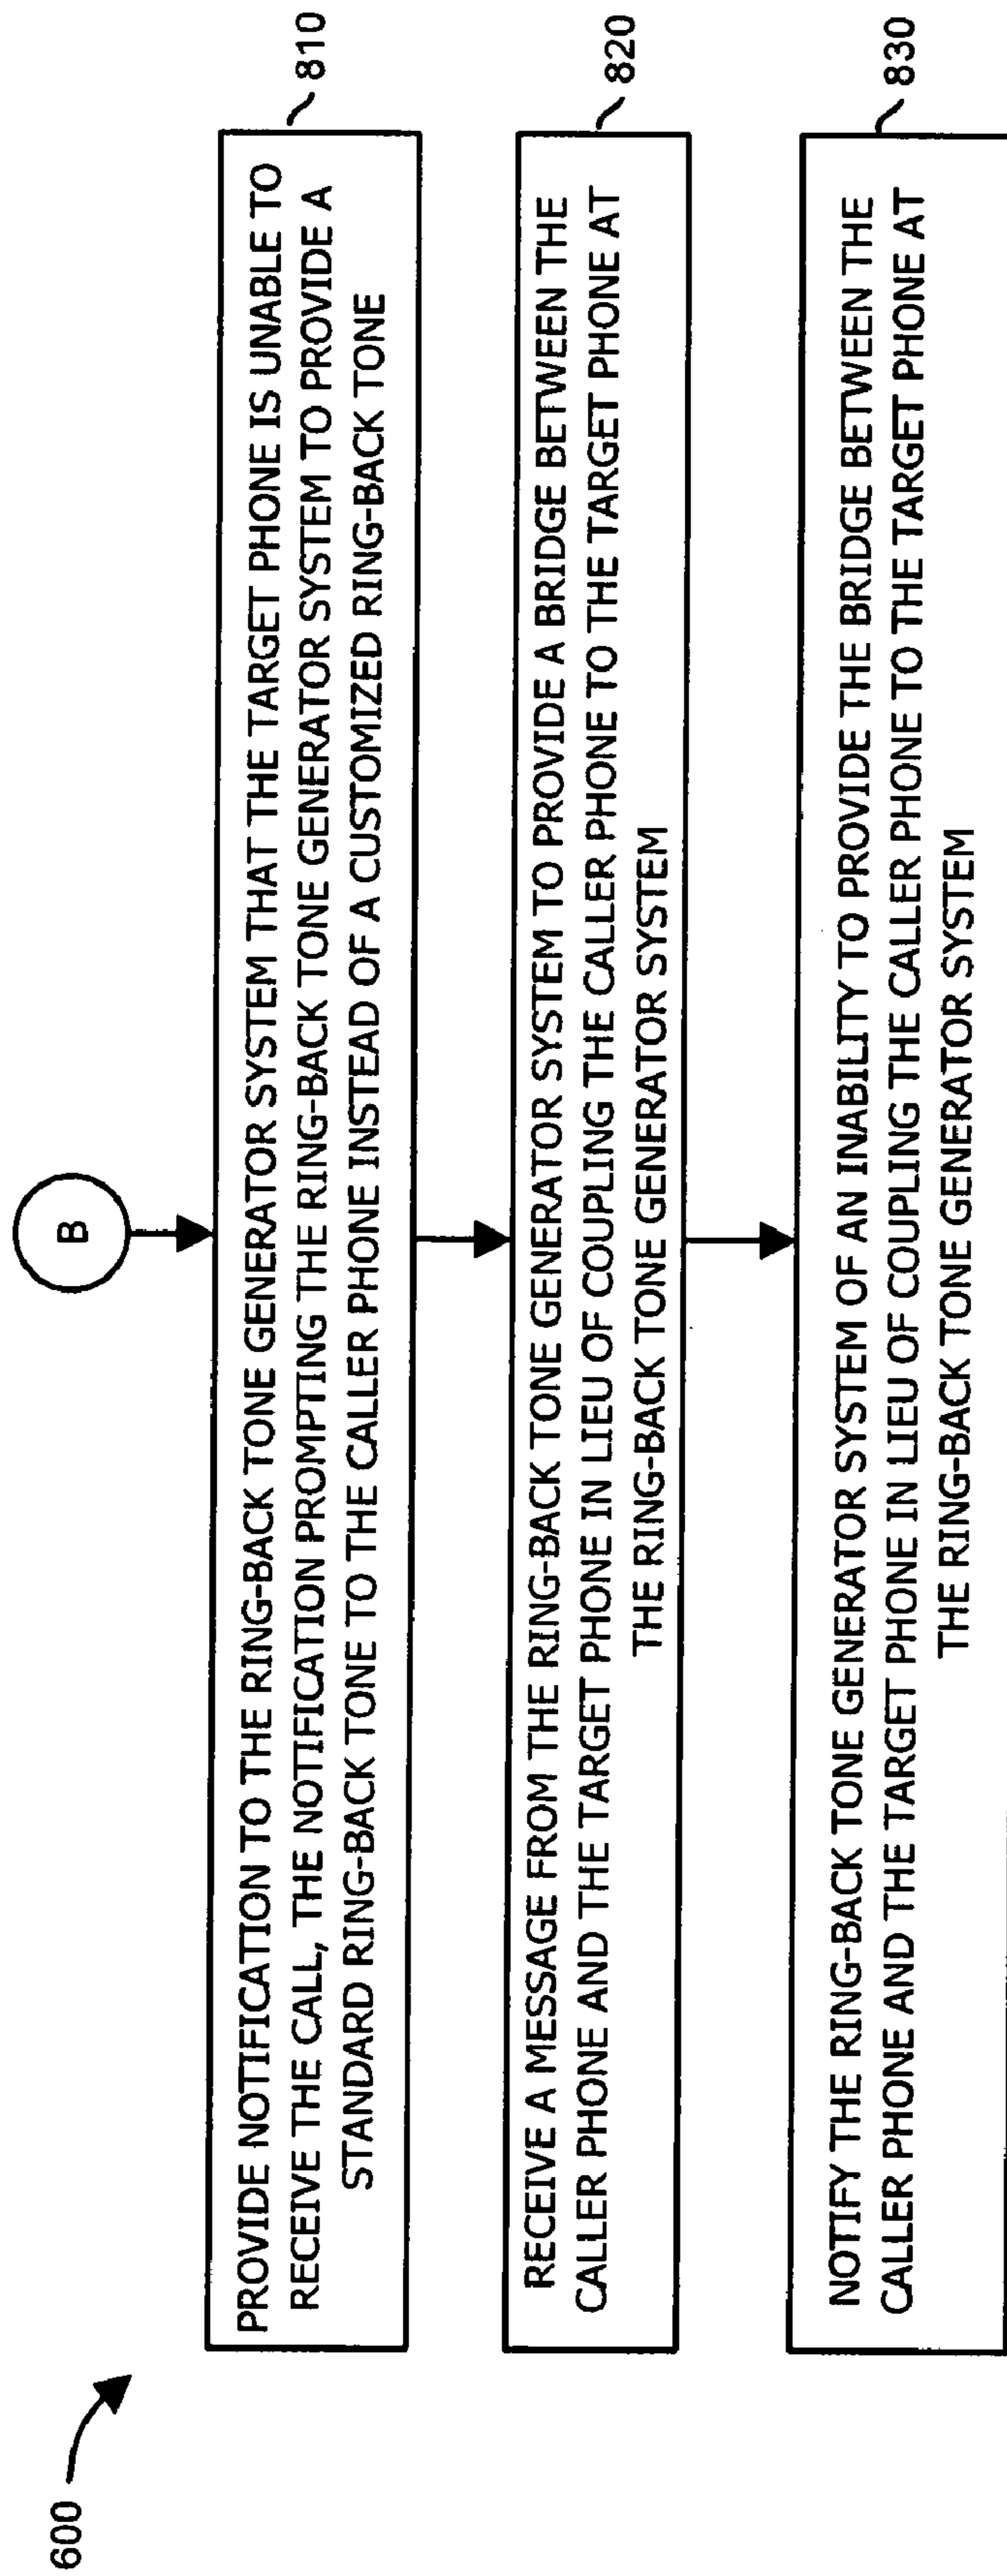 600
B
PROVIDE NOTIFICATION TO THE RING-BACK TONE GENERATOR SYSTEM THAT THE TARGET PHONE IS UNABLE TO
RECEIVE THE CALL, THE NOTIFICATION PROMPTING THE RING-BACK TONE GENERATOR SYSTEM TO PROVIDE A
STANDARD RING-BACK TONE TO THE CALLER PHONE INSTEAD OF A CUSTOMIZED RING-BACK TONE
810
RECEIVE A MESSAGE FROM THE RING-BACK TONE GENERATOR SYSTEM TO PROVIDE A BRIDGE BETWEEN THE
CALLER PHONE AND THE TARGET PHONE IN LIEU OF COUPLING THE CALLER PHONE TO THE TARGET PHONE AT
THE RING-BACK TONE GENERATOR SYSTEM
820
NOTIFY THE RING-BACK TONE GENERATOR SYSTEM OF AN INABILITY TO PROVIDE THE BRIDGE BETWEEN THE
CALLER PHONE AND THE TARGET PHONE IN LIEU OF COUPLING THE CALLER PHONE TO THE TARGET PHONE AT
THE RING-BACK TONE GENERATOR SYSTEM
830